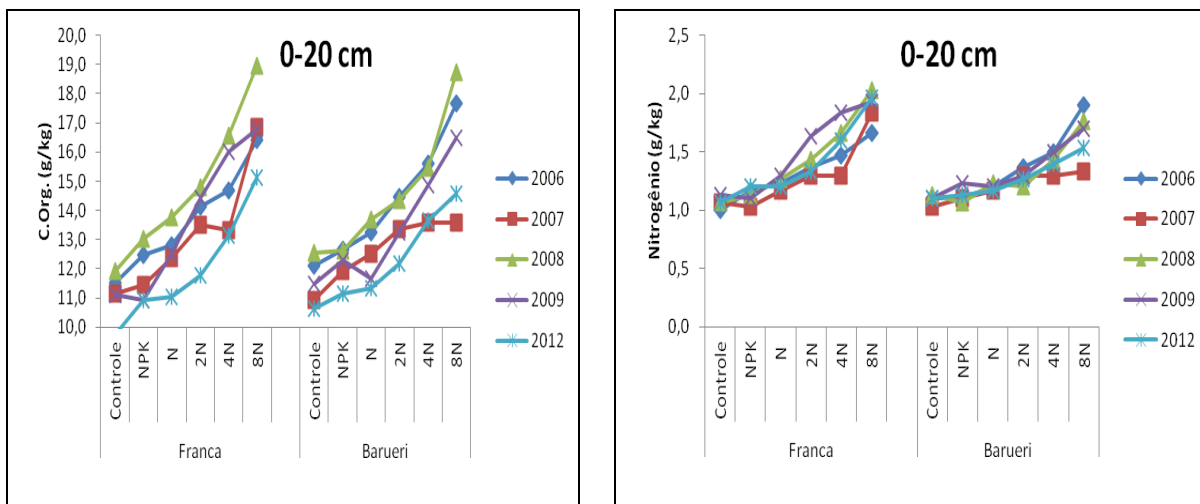 0-20 cm
C.Org. (g/kg)
20,0
19,0
18,0
17,0
16,0
15,0
14,0
13,0
12,0
11,0
10,0
Controle
NPK
N
2N
4N
8N
Controle
NPK
N
2N
4N
8N
Franca
Barueri
2006
2007
2008
2009
2012
0-20 cm
Nitrogênio (g/kg)
2,5
2,0
1,5
1,0
0,5
0,0
Controle
NPK
N
2N
4N
8N
Controle
NPK
N
2N
4N
8N
Franca
Barueri
2006
2007
2008
2009
2012